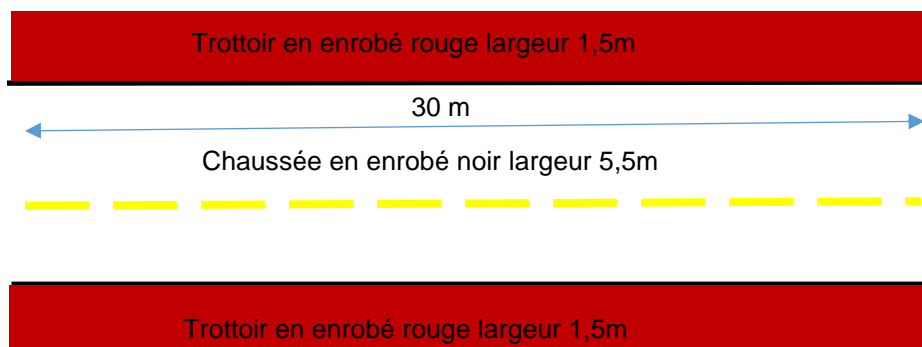 Trottoir en enrobé rouge largeur 1,5m
30 m
Chaussée en enrobé noir largeur 5,5m
Trottoir en enrobé rouge largeur 1,5m